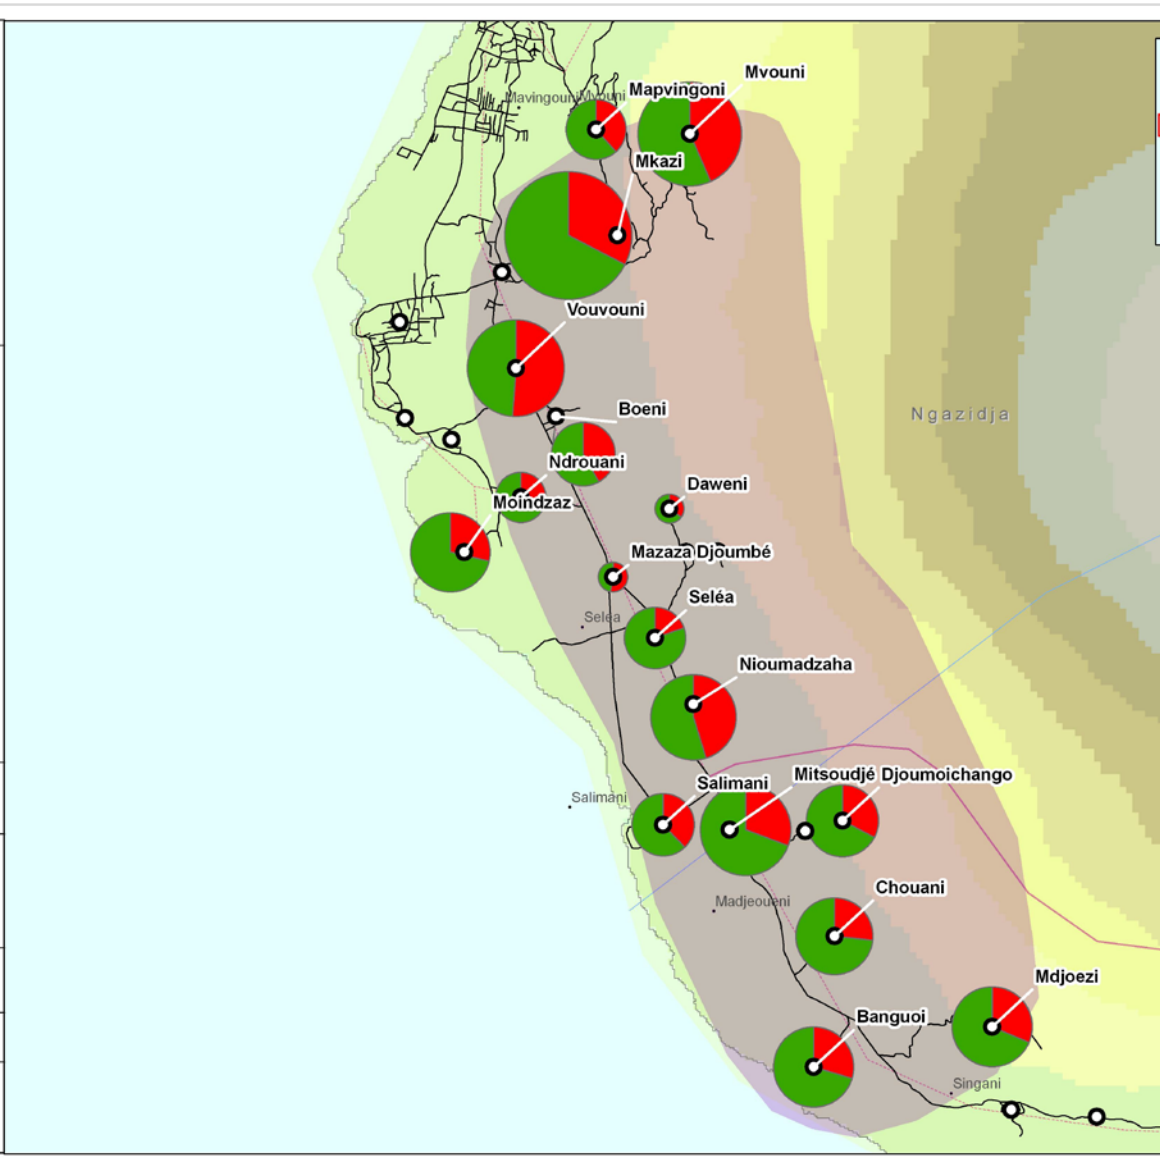 Mvouni
Mapvingoni
Mavingouni
Mvouni
Mkazi
Vouvouni
Boeni
Ngazidja
Ndrouani
Daweni
Moindzaz
Mazaza Djoumbé
Seléa
Seléa
Nioumadzaha
Salimani
Mitsoudjé
Djoumoichango
Salimani
Chouani
Madjeoueni
Mdjoezi
Banguoi
Singani